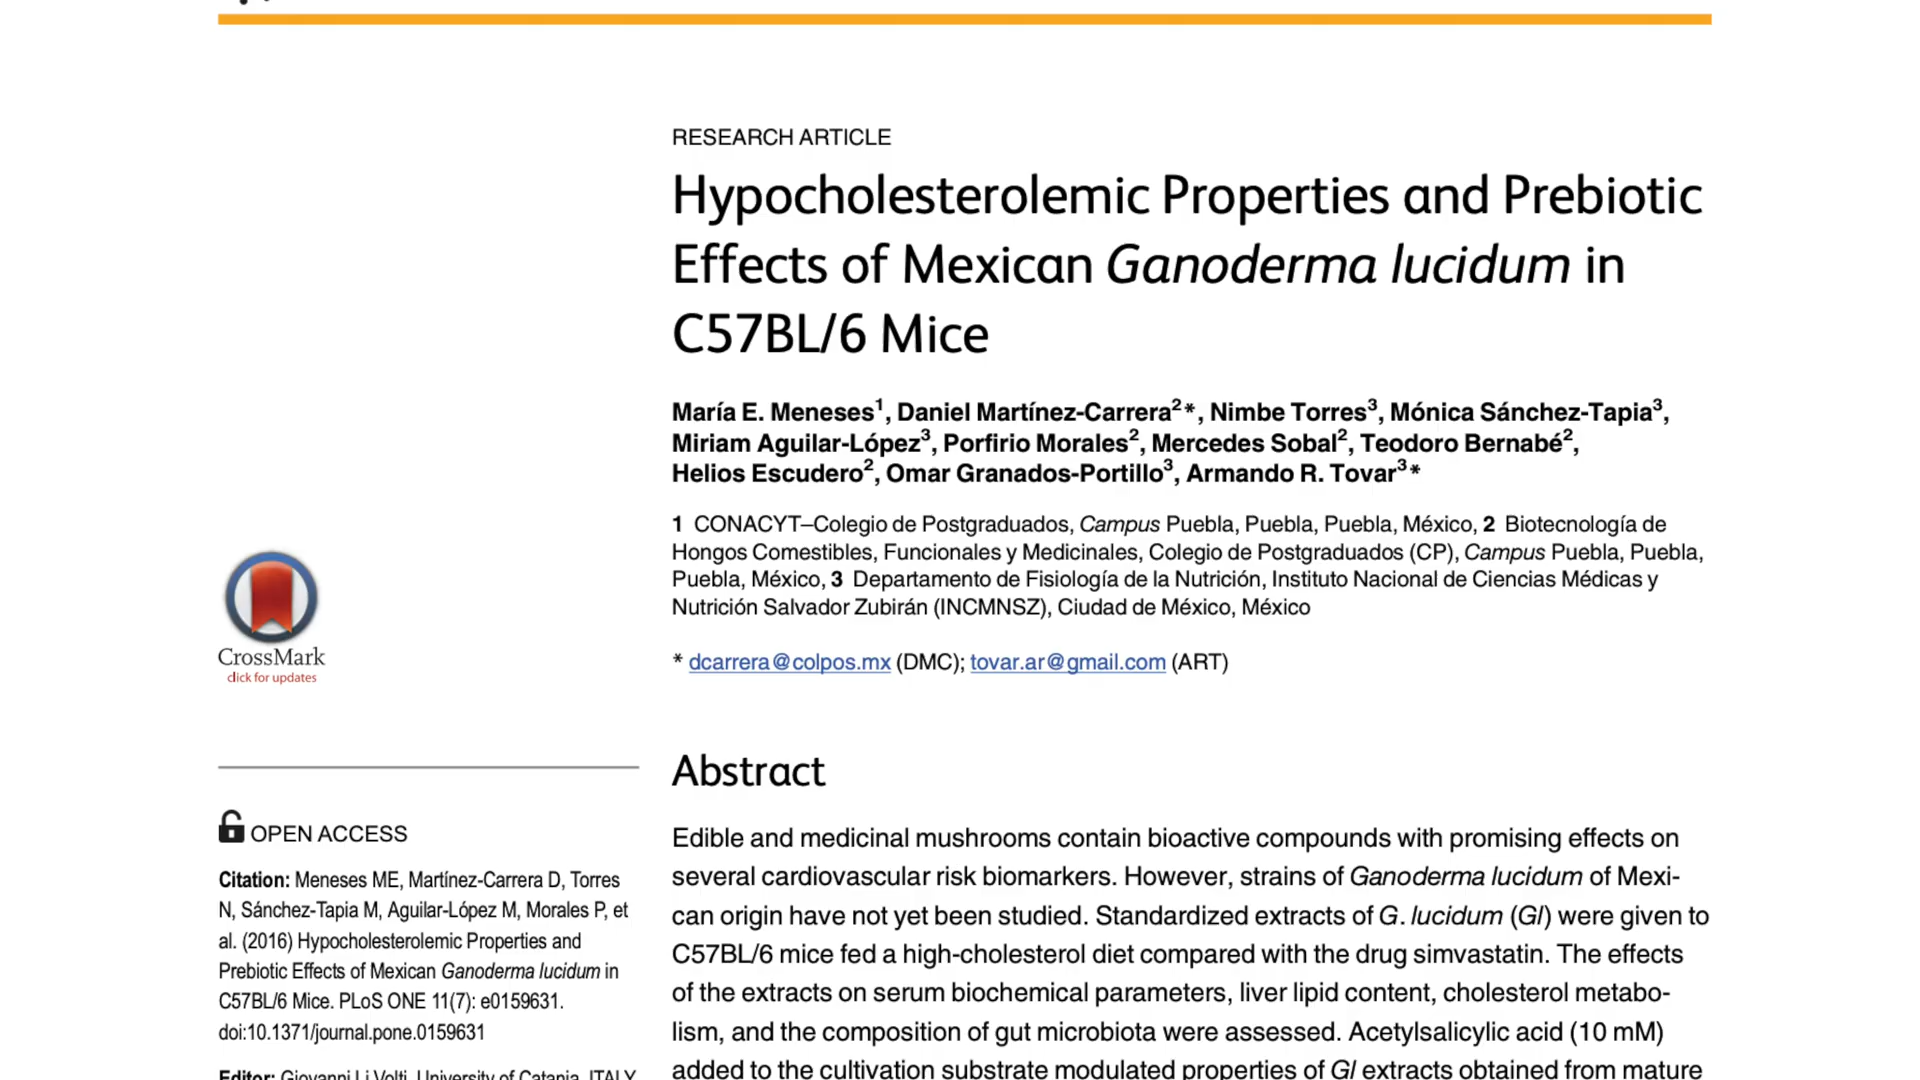 RESEARCH ARTICLE
Hypocholesterolemic Properties and Prebiotic
Effects of Mexican Ganoderma lucidum in
C57BL/6 Mice
María E. Meneses1, Daniel Martínez-Carrera2*, Nimbe Torres3, Mónica Sánchez-Tapia3,
Miriam Aguilar-López3, Porfirio Morales2, Mercedes Sobal2, Teodoro Bernabé2,
Helios Escudero2, Omar Granados-Portillo3, Armando R. Tovar3*
1 CONACYT–Colegio de Postgraduados, Campus Puebla, Puebla, Puebla, México, 2 Biotecnología de
Hongos Comestibles, Funcionales y Medicinales, Colegio de Postgraduados (CP), Campus Puebla, Puebla,
Puebla, México, 3 Departamento de Fisiología de la Nutrición, Instituto Nacional de Ciencias Médicas y
Nutrición Salvador Zubirán (INCMNSZ), Ciudad de México, México
* dcarrera@colpos.mx (DMC); tovar.ar@gmail.com (ART)
CrossMark
click for updates
Abstract
Edible and medicinal mushrooms contain bioactive compounds with promising effects on
several cardiovascular risk biomarkers. However, strains of Ganoderma lucidum of Mexi-
can origin have not yet been studied. Standardized extracts of G. lucidum (Gl) were given to
C57BL/6 mice fed a high-cholesterol diet compared with the drug simvastatin. The effects
of the extracts on serum biochemical parameters, liver lipid content, cholesterol metabo-
lism, and the composition of gut microbiota were assessed. Acetylsalicylic acid (10 mM)
added to the cultivation substrate modulated properties of Gl extracts obtained from mature
OPEN ACCESS
Citation: Meneses ME, Martínez-Carrera D, Torres
N, Sánchez-Tapia M, Aguilar-López M, Morales P, et
al. (2016) Hypocholesterolemic Properties and
Prebiotic Effects of Mexican Ganoderma lucidum in
C57BL/6 Mice. PLoS ONE 11(7): e0159631.
doi:10.1371/journal.pone.0159631
Editor: Giovanni Li Volti, University of Catania, ITALY